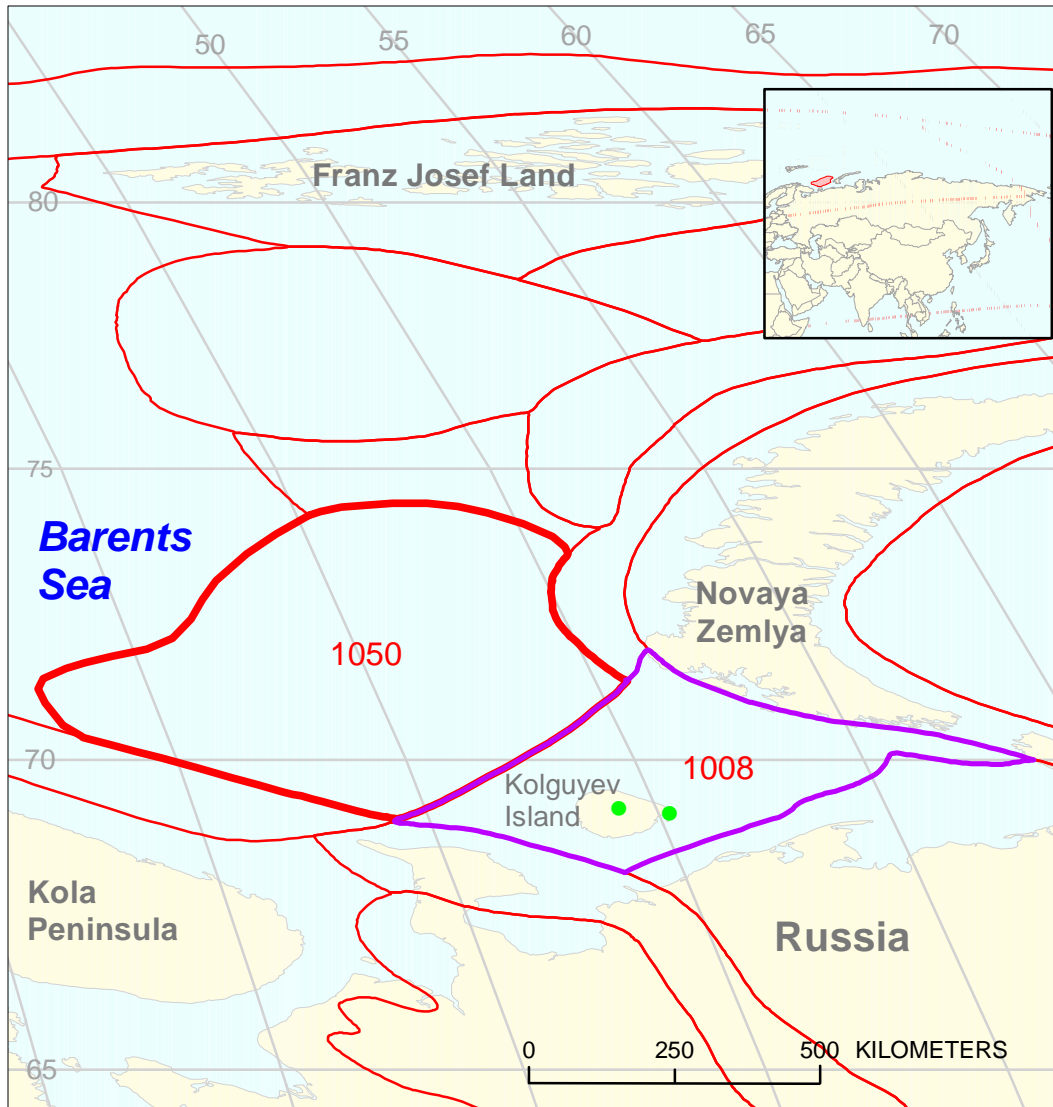 50
55
60
65
70
Franz Josef Land
80
75
Barents
Sea
Novaya
Zemlya
1050
70
1008
Kolguyev
Island
Kola
Peninsula
Russia
65
0
250
500 KILOMETERS